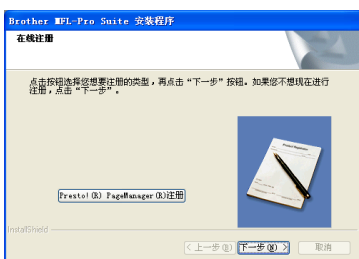 Brother MFL-Pro Suite 安装程序
在线注册
点击按钮选择您想要注册的类型，再点击“下一步”按钮。如果您不想现在进行
注册，点击“下一步”。
Product Registration
Presto! (R) PageManager (R)注册
InstallShield
< 上一步(B) 下一步(N) > 取消